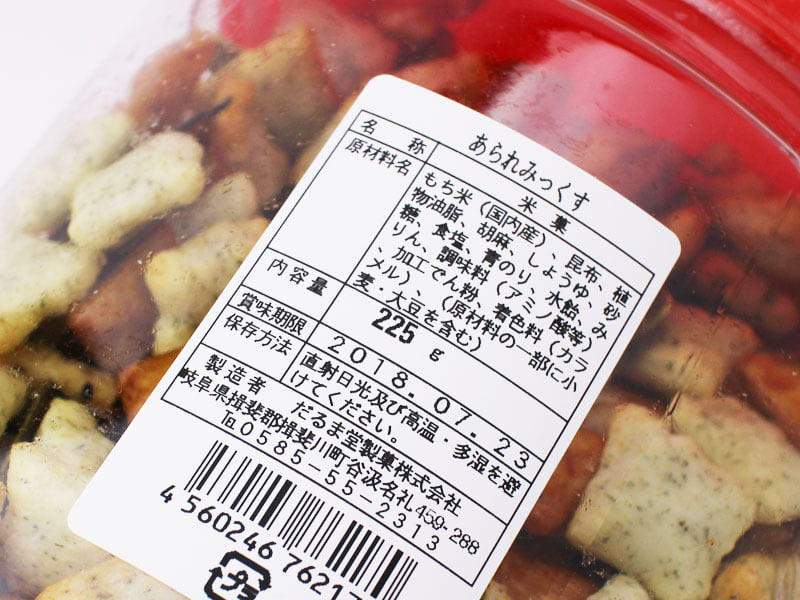 あられみっくす
名称 米菓
原材料名 もち米（国内産）、昆布、植
物油脂、胡麻、しょうゆ、砂
糖、食塩、青のり、水飴、み
りん、調味料（アミノ酸等）
、加工でん粉、着色料（カラ
メル）、（原材料の一部に小
麦・大豆を含む）
内容量 225 g
賞味期限 2018.07.23
保存方法 直射日光及び高温・多湿を避
けてください。
製造者 だるま堂製菓株式会社
岐阜県揖斐郡揖斐川町谷汲名礼459-288
℡0585-55-2313
4 560246 76217
プラ